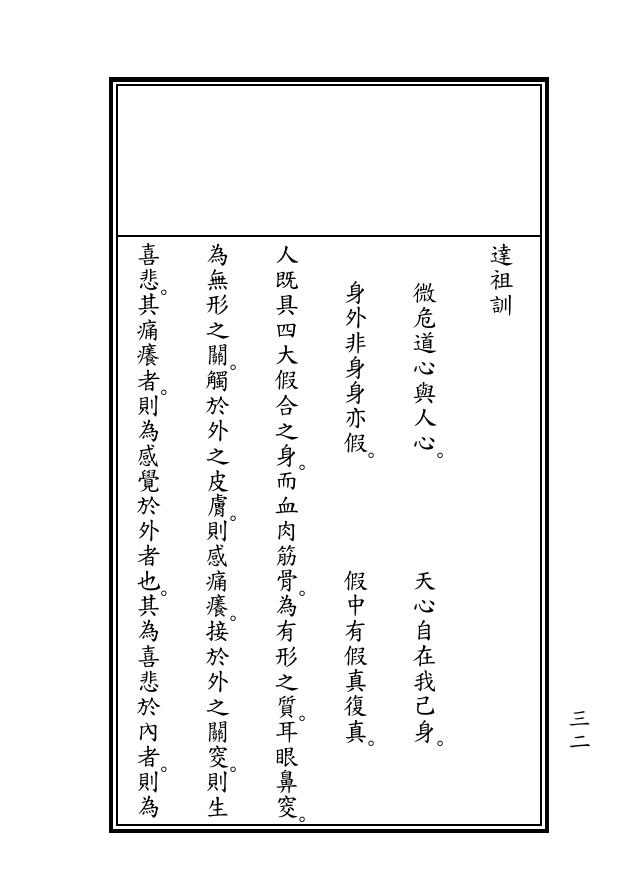 達祖訓
微危道心與人心。 天心自在我己身。
身外非身身亦假。 假中有假真復真。
人既具四大假合之身。而血肉筋骨。為有形之質。耳眼鼻窔。
為無形之關。觸於外之皮膚。則感痛癢。接於外之關窔。則生
喜悲。其痛癢者。則為感覺於外者也。其為喜悲於內者。則為
三二